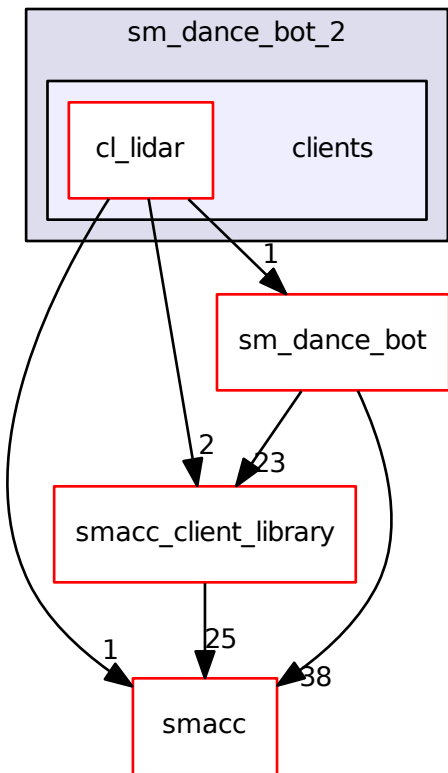 sm_dance_bot_2
cl_lidar
clients
1
sm_dance_bot
2
23
smacc_client_library
25
1
38
smacc